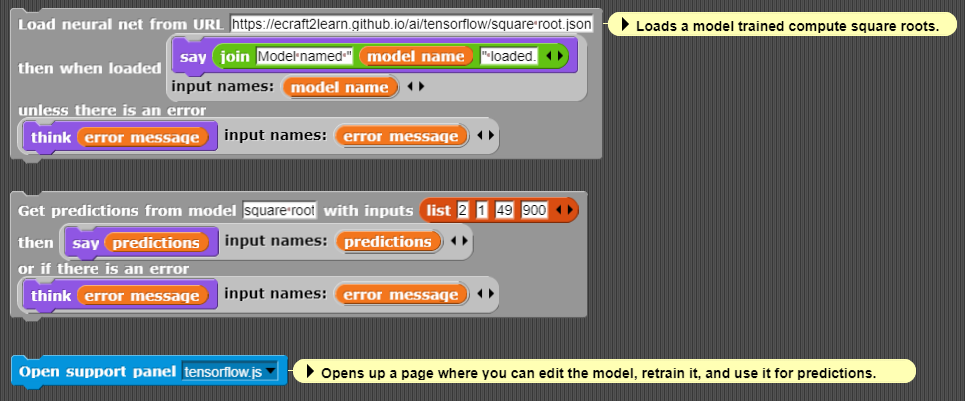 Load neural net from URL https://ecraft2learn.github.io/ai/tensorflow/square•root.json
Loads a model trained compute square roots.
then when loaded say join Model•named•" model name "•loaded.
input names: model name
unless there is an error
think error message input names: error message
Get predictions from model square•root with inputs list 2 1 49 900
then say predictions input names: predictions
or if there is an error
think error message input names: error message
Open support panel tensorflow.js
Opens up a page where you can edit the model, retrain it, and use it for predictions.